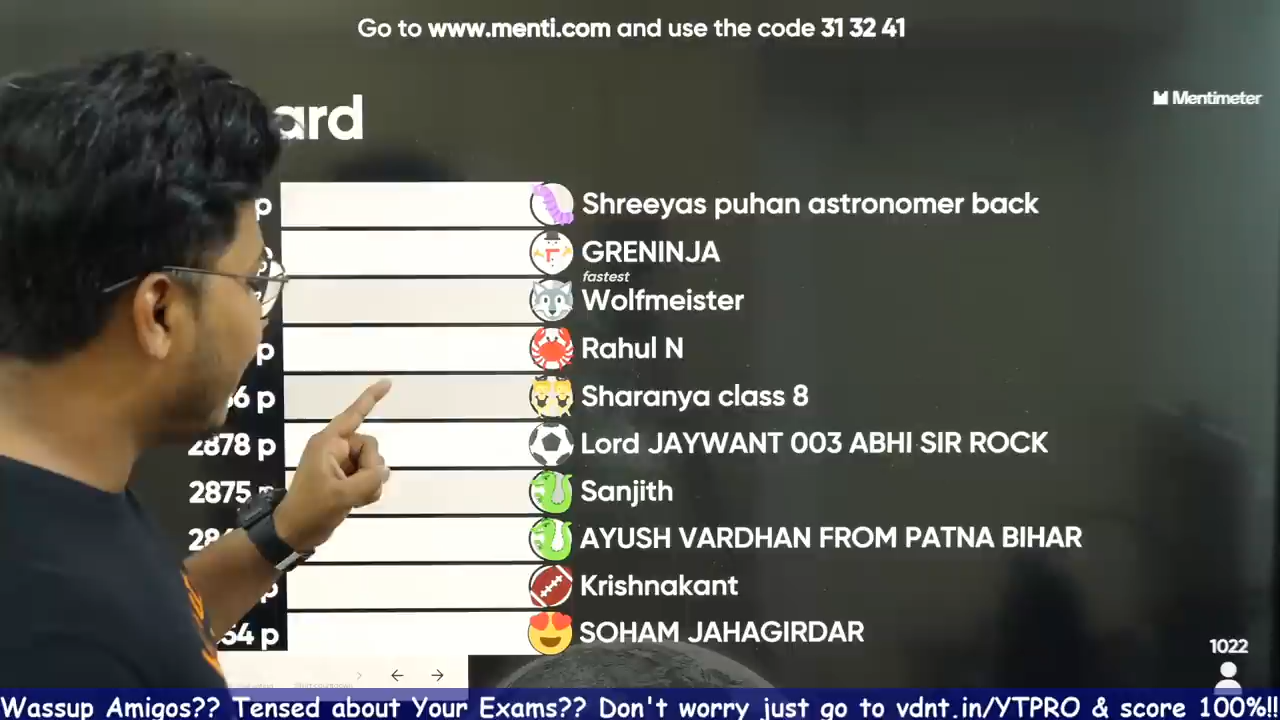 Go to www.menti.com and use the code 31 32 41
Mentimeter
ard
p Shreeyas puhan astronomer back
GRENINJA
fastest
Wolfmeister
p Rahul N
6 p Sharanya class 8
2878 p Lord JAYWANT 003 ABHI SIR ROCK
2875 Sanjith
AYUSH VARDHAN FROM PATNA BIHAR
p Krishnakant
54 p SOHAM JAHAGIRDAR
1022
Wassup Amigos?? Tensed about Your Exams?? Don't worry just go to vdnt.in/YTPRO & score 100%!!